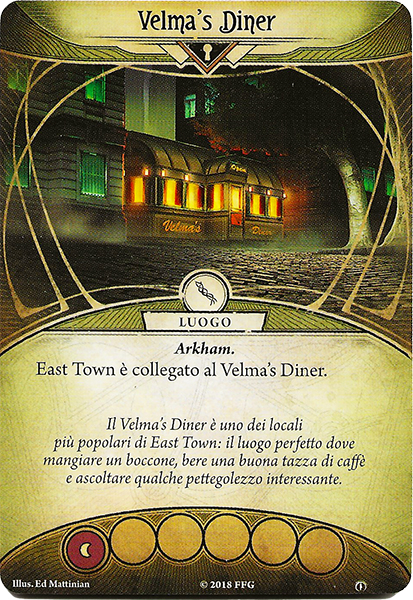 Velma's Diner
Open
Velma's Diner
LUOGO
Arkham.
East Town è collegato al Velma's Diner.
Il Velma's Diner è uno dei locali
più popolari di East Town: il luogo perfetto dove
mangiare un boccone, bere una buona tazza di caffè
e ascoltare qualche pettegolezzo interessante.
Illus. Ed Mattinian
© 2018 FFG